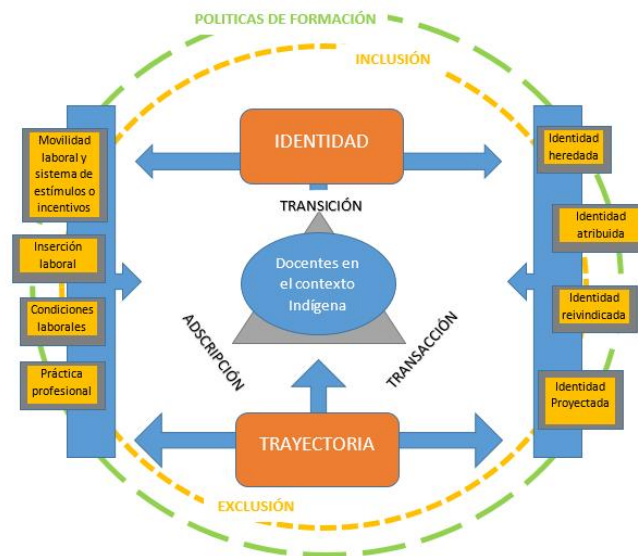 POLITICAS DE FORMACIÓN
INCLUSIÓN
Movilidad
laboral y
sistema de
estímulos o
incentivos
Inserción
laboral
Condiciones
laborales
Práctica
profesional
IDENTIDAD
TRANSICIÓN
Docentes en
el contexto
Indígena
ADSCRIPCIÓN
TRANSACCIÓN
TRAYECTORIA
Identidad
heredada
Identidad
atribuida
Identidad
reivindicada
Identidad
Proyectada
EXCLUSIÓN